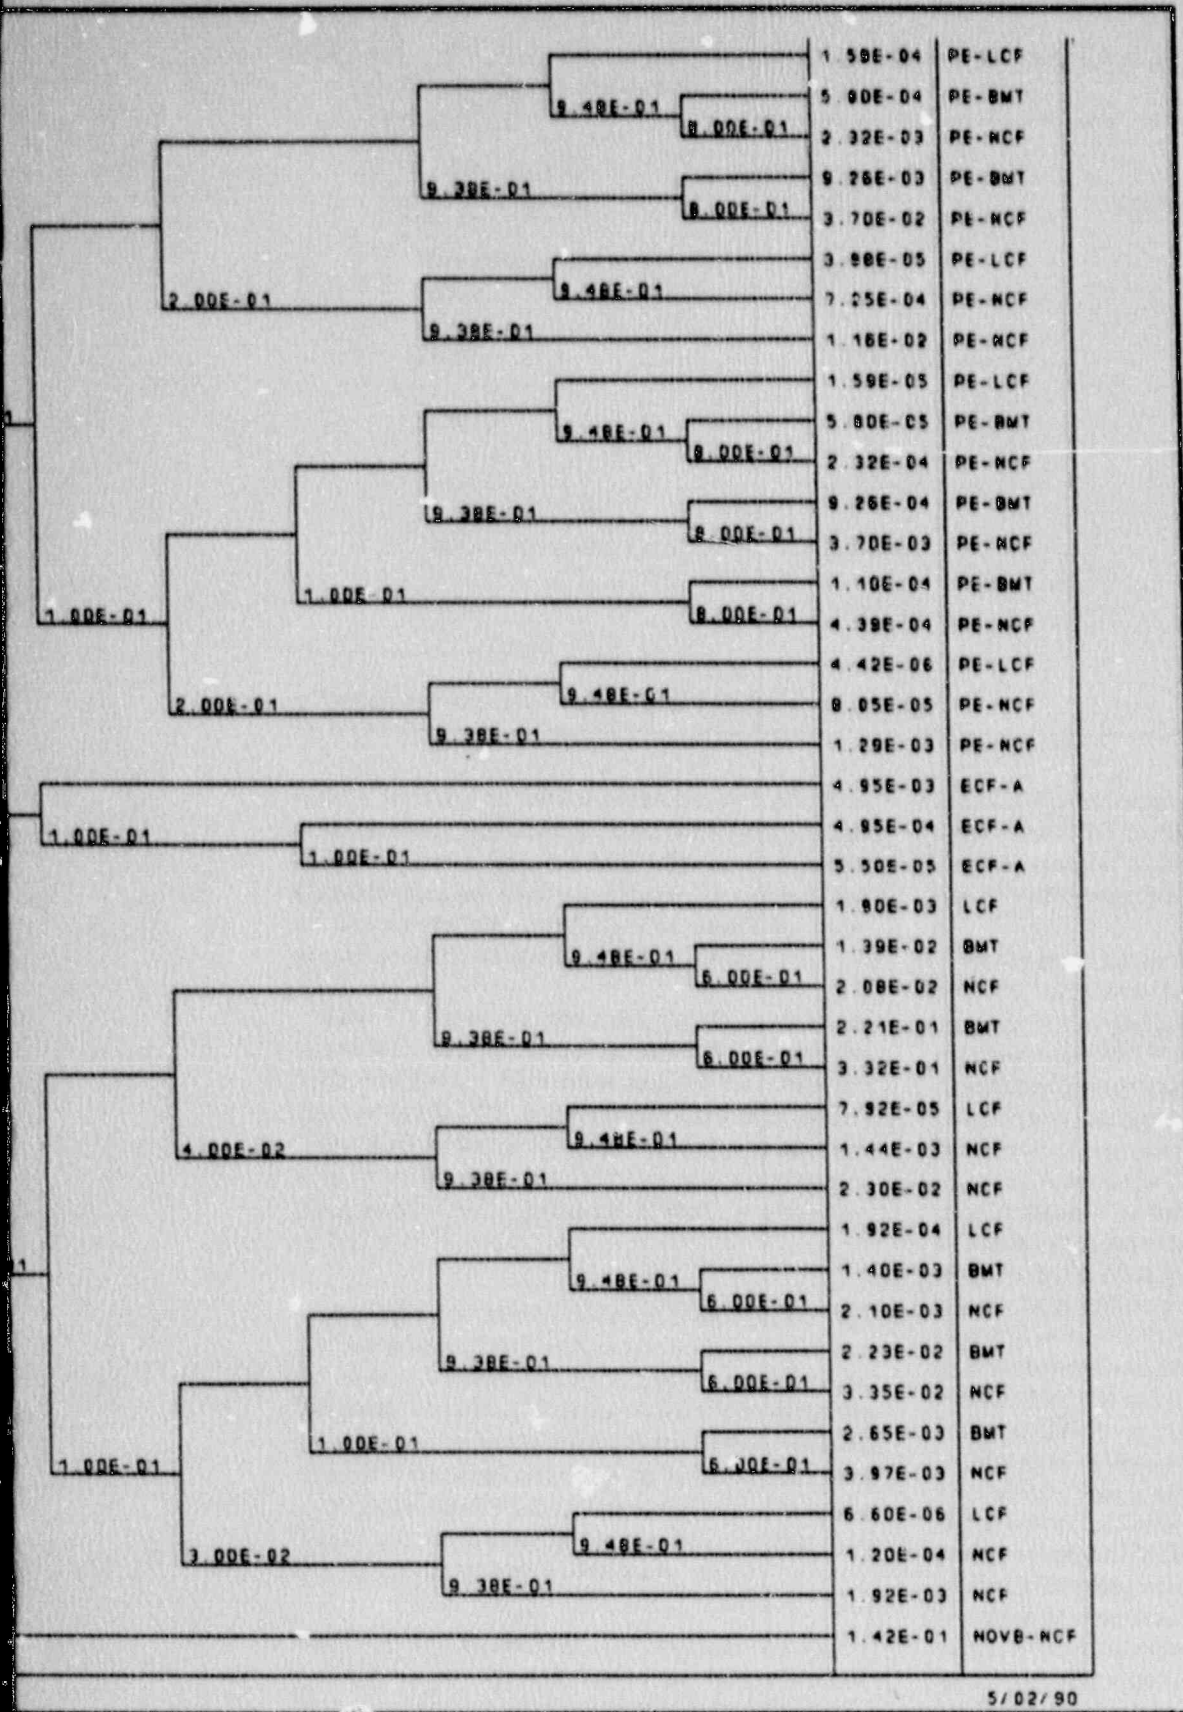 1.59E-04 PE-LCF
5.80E-04 PE-BMT
9.48E-01
8.00E-01
2.32E-03 PE-NCF
9.26E-03 PE-BMT
9.38E-01
8.00E-01
3.70E-02 PE-NCF
3.98E-05 PE-LCF
2.00E-01
9.48E-01
7.25E-04 PE-NCF
9.38E-01
1.16E-02 PE-NCF
1.59E-05 PE-LCF
1
5.80E-05 PE-BMT
9.48E-01
8.00E-01
2.32E-04 PE-NCF
9.26E-04 PE-BMT
9.38E-01
8.00E-01
3.70E-03 PE-NCF
1.10E-04 PE-BMT
1.00E-01
1.00E-01
8.00E-01
4.39E-04 PE-NCF
4.42E-06 PE-LCF
9.48E-01
2.00E-01
8.05E-05 PE-NCF
9.38E-01
1.29E-03 PE-NCF
4.95E-03 ECF-A
4.95E-04 ECF-A
1.00E-01
1.00E-01
5.50E-05 ECF-A
1.90E-03 LCF
1.39E-02 BMT
9.48E-01
6.00E-01
2.08E-02 NCF
2.21E-01 BMT
9.38E-01
6.00E-01
3.32E-01 NCF
7.92E-05 LCF
9.48E-01
4.00E-02
1.44E-03 NCF
9.38E-01
2.30E-02 NCF
1.92E-04 LCF
1
1.40E-03 BMT
9.48E-01
6.00E-01
2.10E-03 NCF
2.23E-02 BMT
9.38E-01
6.00E-01
3.35E-02 NCF
2.65E-03 BMT
1.00E-01
1.00E-01
6.00E-01
3.97E-03 NCF
6.60E-06 LCF
9.48E-01
3.00E-02
1.20E-04 NCF
9.38E-01
1.92E-03 NCF
1.42E-01 NOVB-NCF
5/02/90